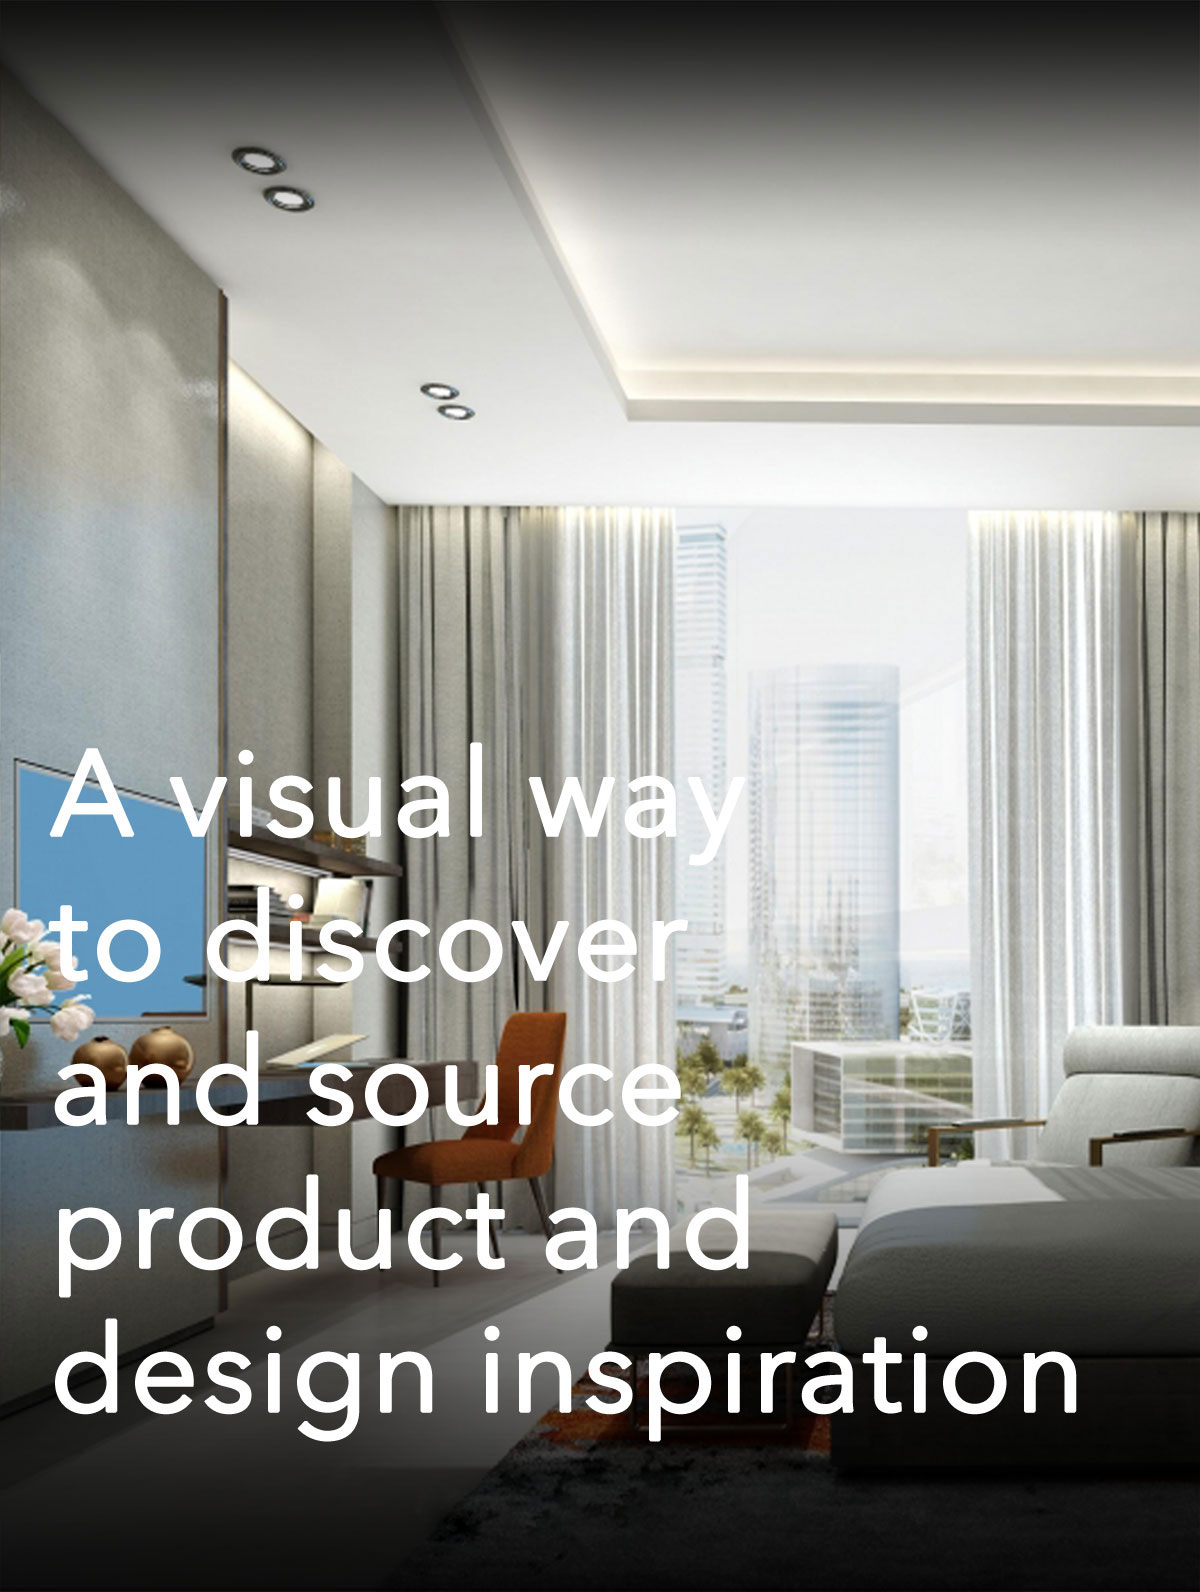 A visual way
to discover
and source
product and
design inspiration